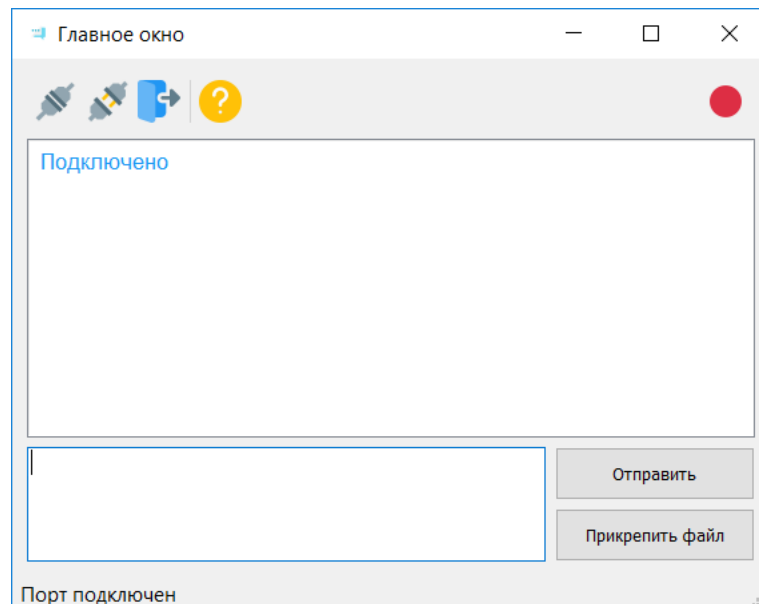 Главное окно
?
Подключено
Отправить
Прикрепить файл
Порт подключен